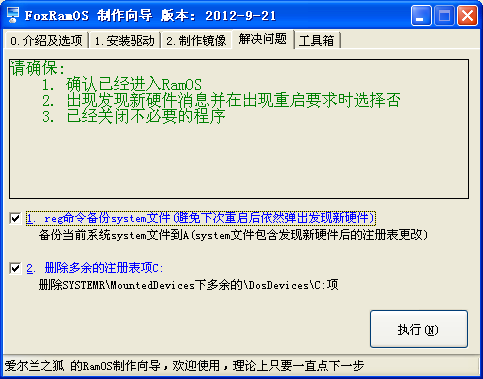 FoxRamOS 制作向导 版本: 2012-9-21
0.介绍及选项 1.安装驱动 2.制作镜像 解决问题 工具箱
请确保:
1. 确认已经进入RamOS
2. 出现发现新硬件消息并在出现重启要求时选择否
3. 已经关闭不必要的程序
1. reg命令备份system文件(避免下次重启后依然弹出发现新硬件)
备份当前系统system文件到A(system文件包含发现新硬件后的注册表更改)
2. 删除多余的注册表项C:
删除SYSTEMR\MountedDevices下多余的\DosDevices\C:项
执行(N)
爱尔兰之狐 的RamOS制作向导,欢迎使用,理论上只要一直点下一步